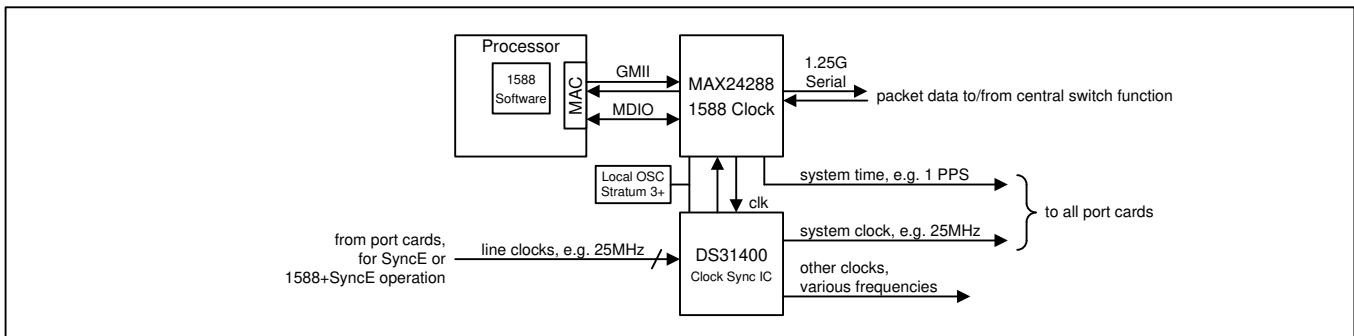 Processor
1588
Software
MAC
GMII
MDIO
MAX24288
1588 Clock
1.25G
Serial
packet data to/from central switch function
Local OSC
Stratum 3+
clk
system time, e.g. 1 PPS
system clock, e.g. 25MHz
to all port cards
from port cards,
for SyncE or
1588+SyncE operation
line clocks, e.g. 25MHz
DS31400
Clock Sync IC
other clocks,
various frequencies